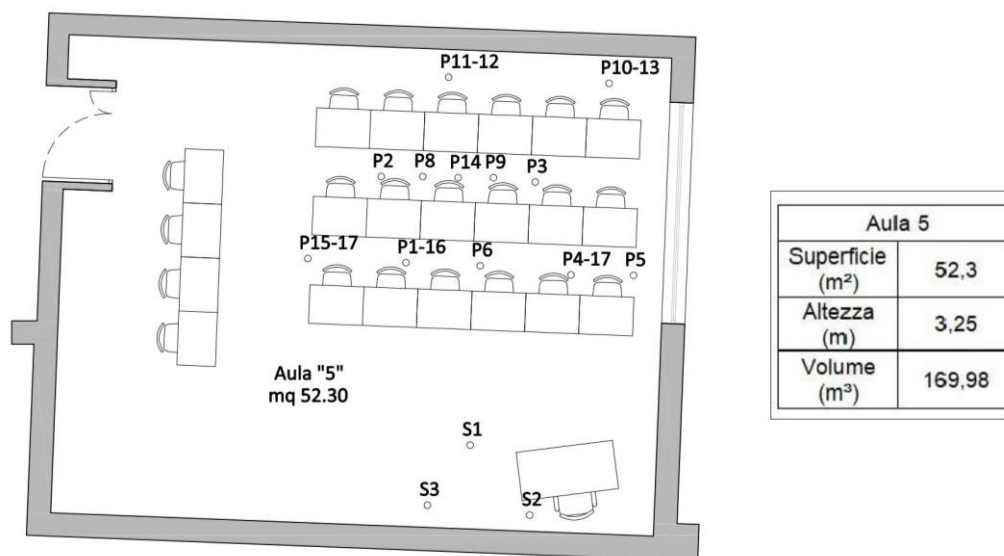 P11-12
P10-13
P2 P8 P14 P9 P3
P15-17 P1-16 P6 P4-17 P5
Aula "5"
mq 52.30
S1
S3 S2
Aula 5
Superficie
(m²) 52,3
Altezza
(m) 3,25
Volume
(m³) 169,98